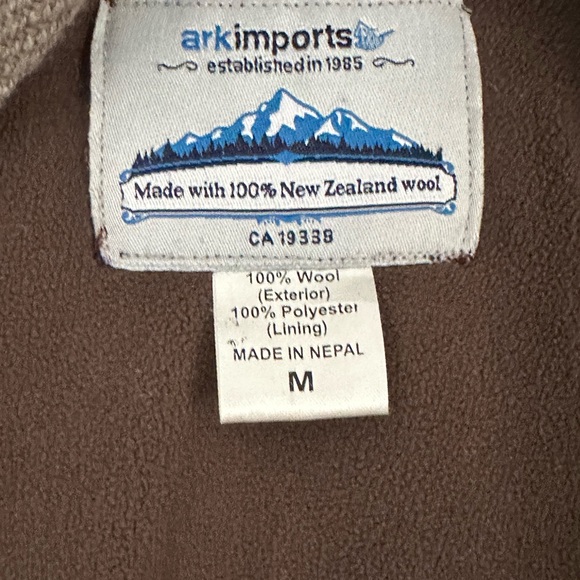 arkimports
established in 1985
Made with 100% New Zealand wool
CA 19338
100% Wool
(Exterior)
100% Polyester
(Lining)
MADE IN NEPAL
M